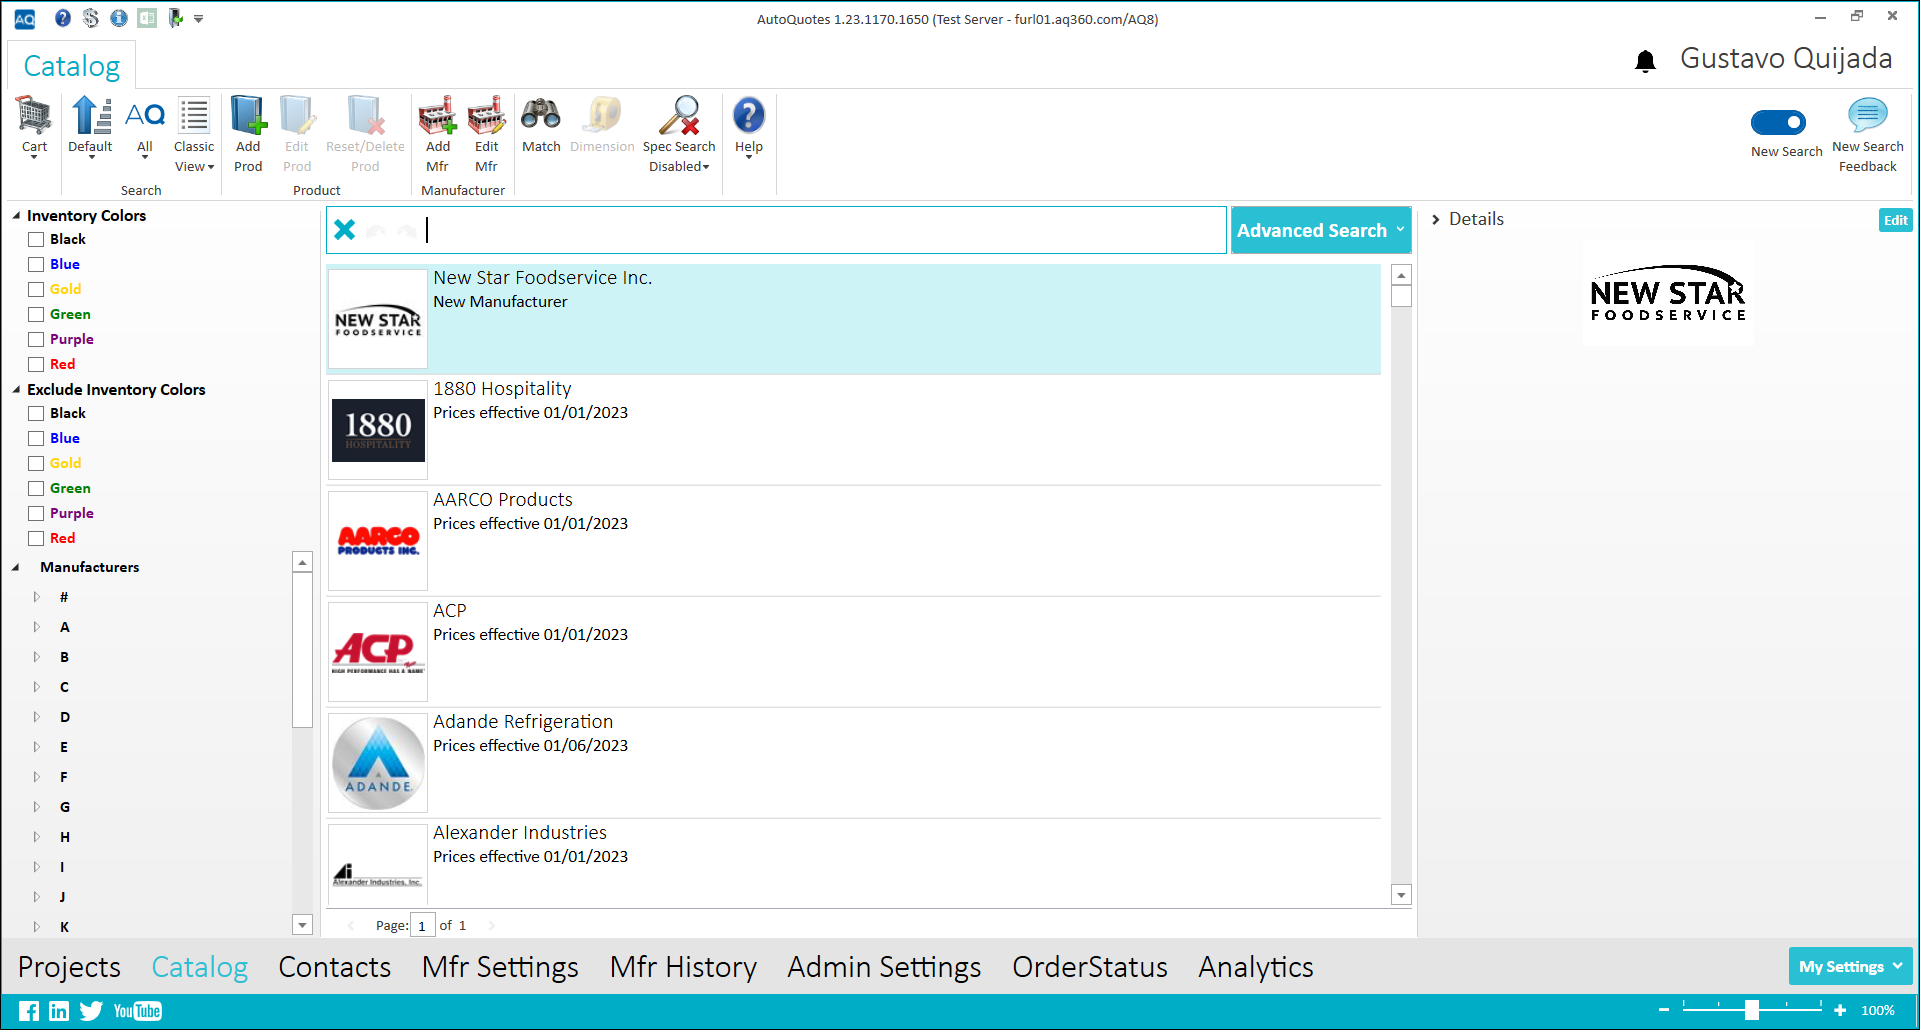 AQ
AutoQuotes 1.23.1170.1650 (Test Server - furl01.aq360.com/AQ8)
Catalog
Gustavo Quijada
Cart
Default
AQ
All
Classic
View
Search
Add
Prod
Edit
Prod
Reset/Delete
Prod
Product
Add
Mfr
Edit
Mfr
Manufacturer
Match
Dimension
Spec Search
Disabled
Help
New Search
New Search
Feedback
Inventory Colors
Black
Blue
Gold
Green
Purple
Red
Exclude Inventory Colors
Black
Blue
Gold
Green
Purple
Red
Manufacturers
#
A
B
C
D
E
F
G
H
I
J
K
Advanced Search
NEW STAR
FOODSERVICE
New Star Foodservice Inc.
New Manufacturer
1880
HOSPITALITY
1880 Hospitality
Prices effective 01/01/2023
AARCO
PRODUCTS INC.
AARCO Products
Prices effective 01/01/2023
ACP
HIGH PERFORMANCE HAS A NAME
ACP
Prices effective 01/01/2023
ADANDE
Adande Refrigeration
Prices effective 01/06/2023
Alexander Industries, Inc.
Alexander Industries
Prices effective 01/01/2023
Page: 1 of 1
Details
Edit
NEW STAR
FOODSERVICE
Projects
Catalog
Contacts
Mfr Settings
Mfr History
Admin Settings
OrderStatus
Analytics
My Settings
You Tube
100%